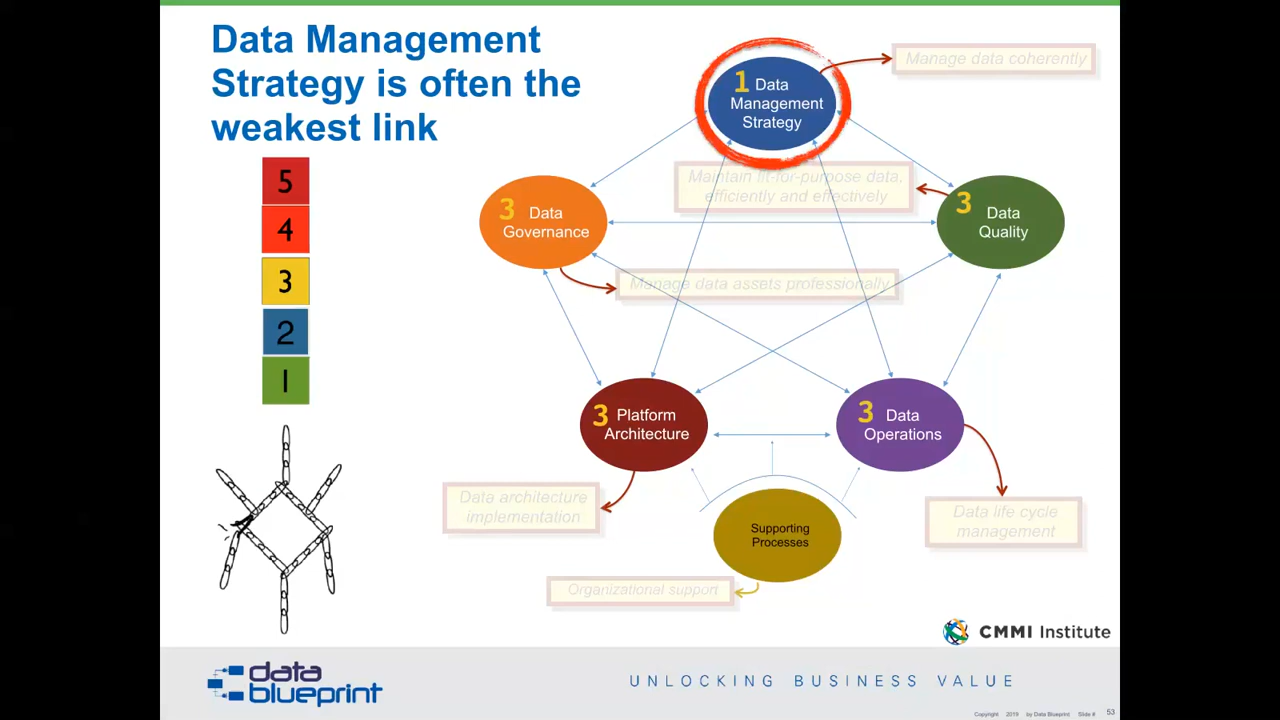 Data Management
Strategy is often the
weakest link
5
4
3
2
1
1 Data
Management
Strategy
Manage data coherently
Maintain fit-for-purpose data,
efficiently and effectively
3 Data
Governance
3 Data
Quality
Manage data assets professionally
3 Platform
Architecture
3 Data
Operations
Data architecture
implementation
Supporting
Processes
Data life cycle
management
Organizational support
CMMI Institute
data
blueprint
UNLOCKING BUSINESS VALUE
Copyright 2019 by Data Blueprint Slide # 53